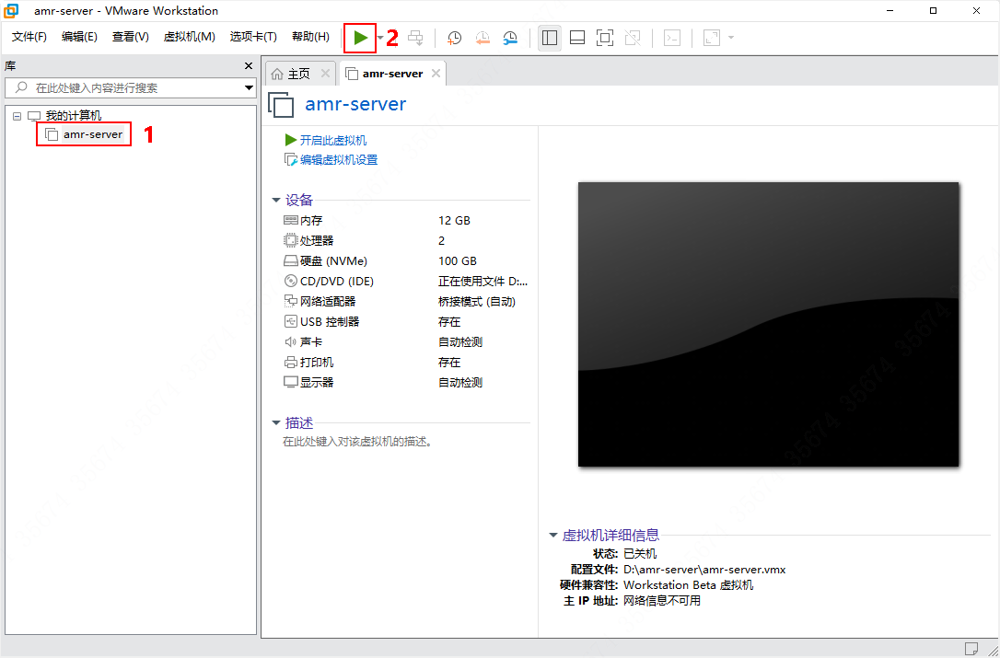 amr-server - VMware Workstation
文件(F) 编辑(E) 查看(V) 虚拟机(M) 选项卡(T) 帮助(H) 2
库
主页 amr-server
在此处键入内容进行搜索
amr-server
我的计算机
amr-server 1
开启此虚拟机
编辑虚拟机设置
设备
内存 12 GB
处理器 2
硬盘 (NVMe) 100 GB
CD/DVD (IDE) 正在使用文件 D:...
网络适配器 桥接模式 (自动)
USB 控制器 存在
声卡 自动检测
打印机 存在
显示器 自动检测
描述
在此处键入对该虚拟机的描述。
虚拟机详细信息
状态: 已关机
配置文件: D:\amr-server\amr-server.vmx
硬件兼容性: Workstation Beta 虚拟机
主 IP 地址: 网络信息不可用
35674 35674 35674 35674
35674 35674